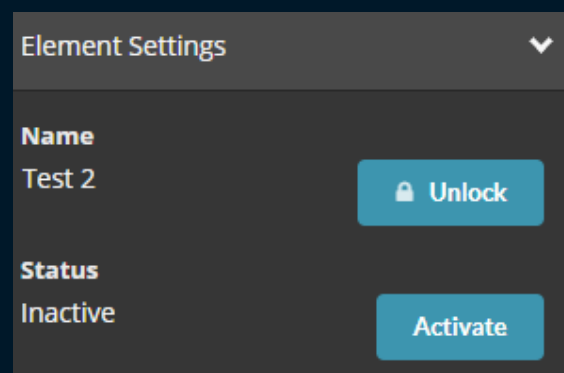 Element Settings
Name
Test 2
Unlock
Status
Inactive
Activate